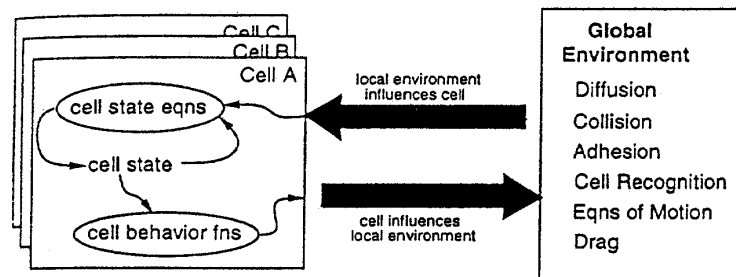 Cell C
Cell B
Cell A
cell state eqns
cell state
cell behavior fns
local environment
influences cell
cell influences
local environment
Global
Environment
Diffusion
Collision
Adhesion
Cell Recognition
Eqns of Motion
Drag